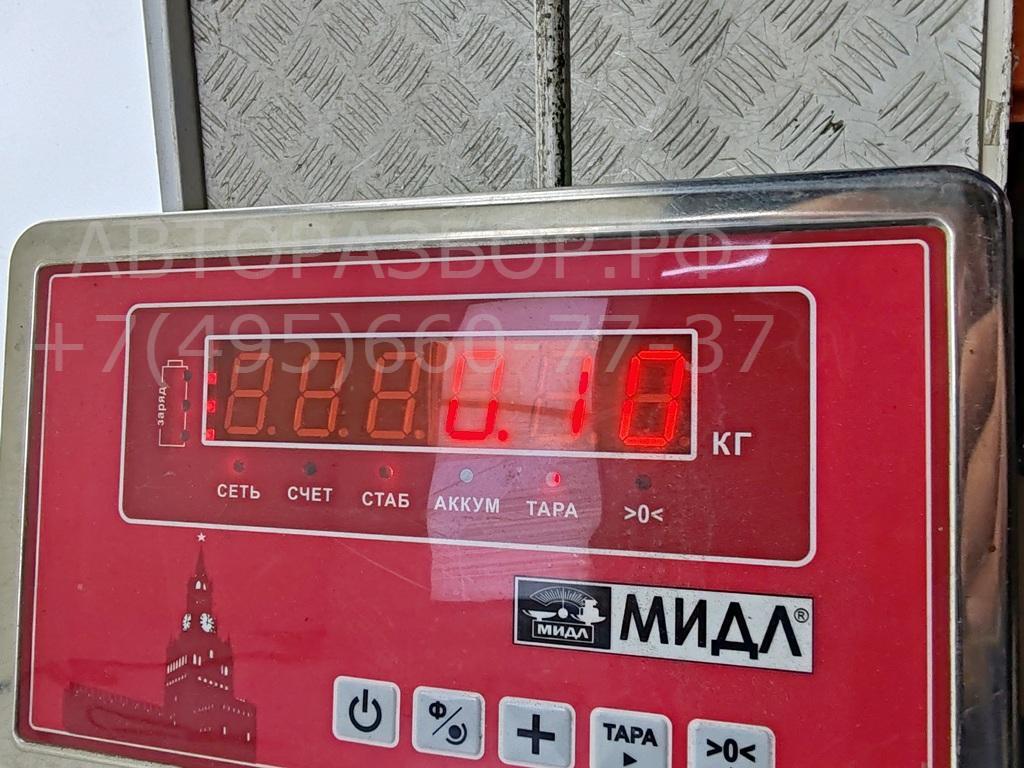 АВТОРАЗБОР.РФ
+7(495)660-77-37
заряд
0.10
КГ
СЕТЬ СЧЕТ СТАБ АККУМ ТАРА >0<
МИДЛ МИДЛ®
Ф
ТАРА >0<